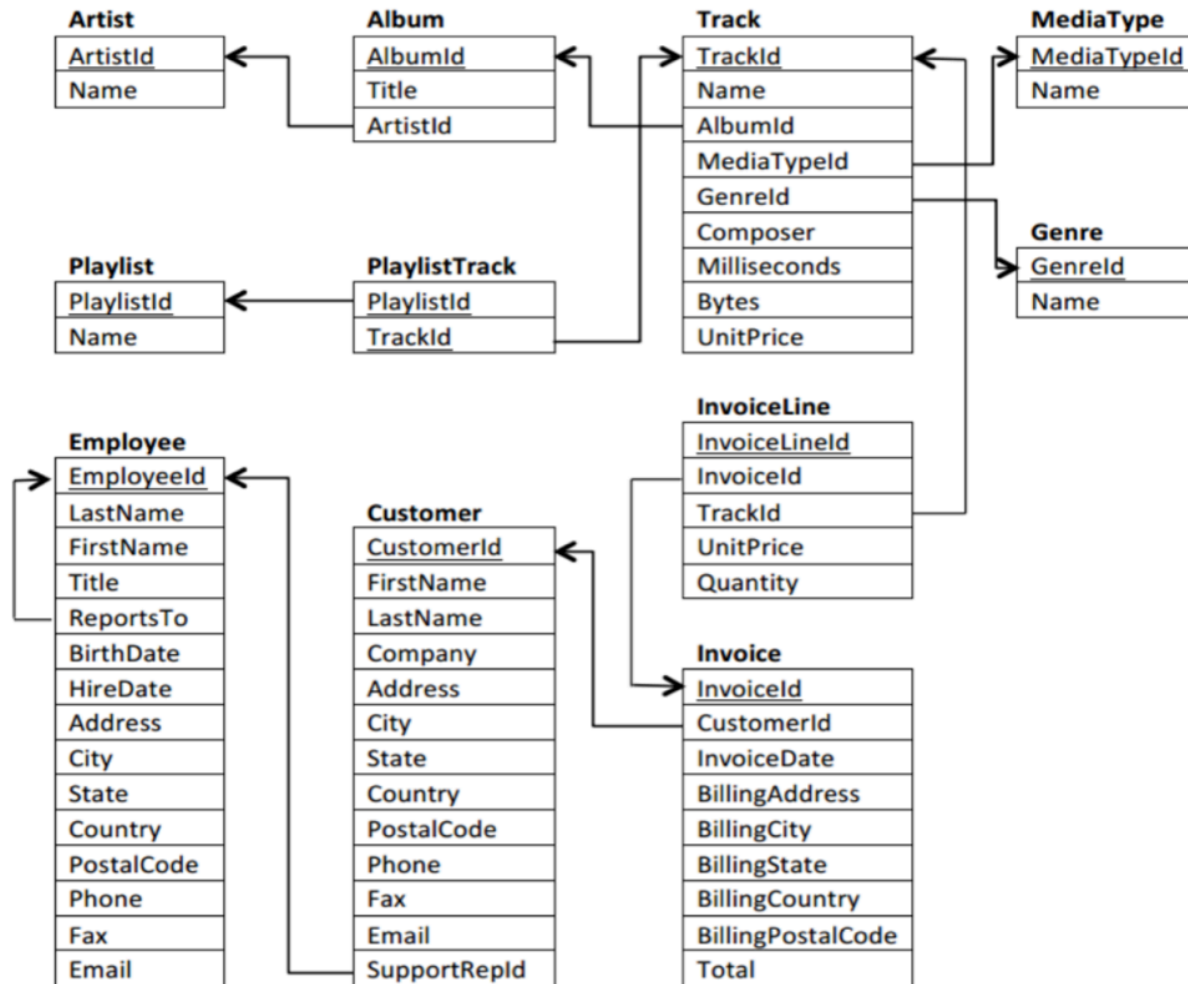 Artist
ArtistId
Name
Album
AlbumId
Title
ArtistId
Track
TrackId
Name
AlbumId
MediaTypeId
GenreId
Composer
Milliseconds
Bytes
UnitPrice
MediaType
MediaTypeId
Name
Genre
GenreId
Name
Playlist
PlaylistId
Name
PlaylistTrack
PlaylistId
TrackId
Employee
EmployeeId
LastName
FirstName
Title
ReportsTo
BirthDate
HireDate
Address
City
State
Country
PostalCode
Phone
Fax
Email
Customer
CustomerId
FirstName
LastName
Company
Address
City
State
Country
PostalCode
Phone
Fax
Email
SupportRepId
InvoiceLine
InvoiceLineId
InvoiceId
TrackId
UnitPrice
Quantity
Invoice
InvoiceId
CustomerId
InvoiceDate
BillingAddress
BillingCity
BillingState
BillingCountry
BillingPostalCode
Total